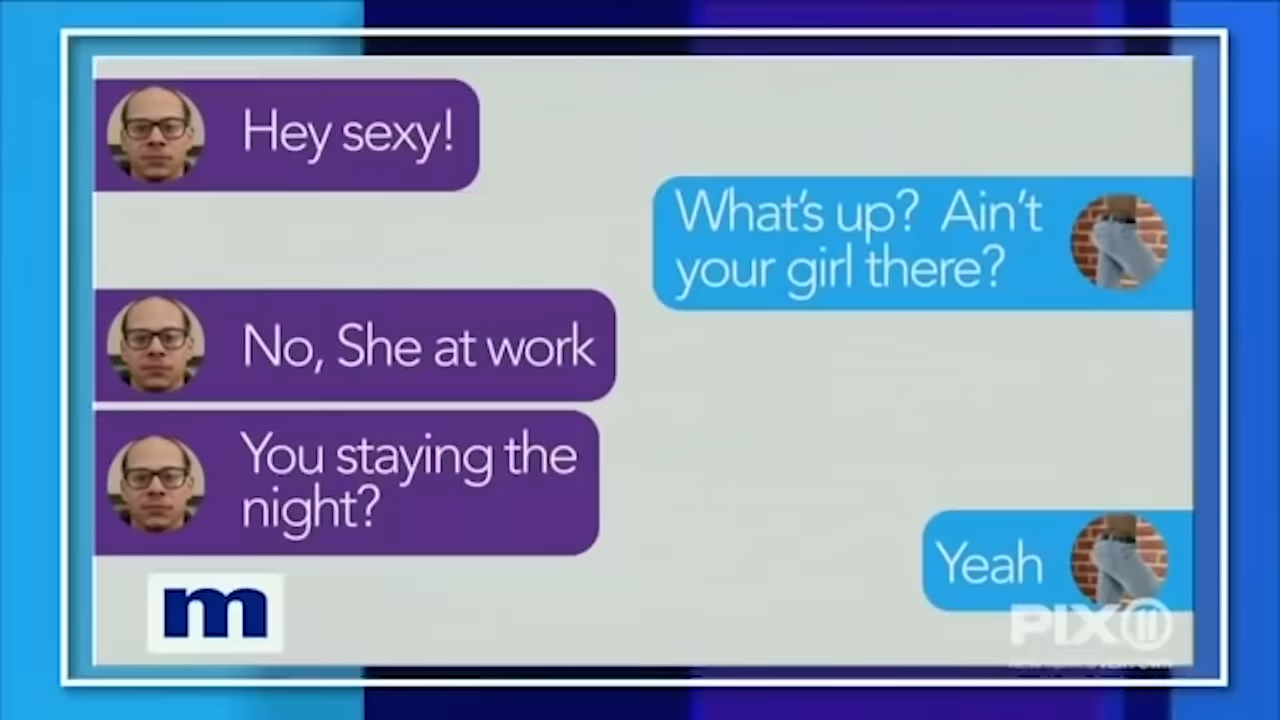 Hey sexy!
What's up? Ain't
your girl there?
No, She at work
You staying the
night?
Yeah
m
PIX11